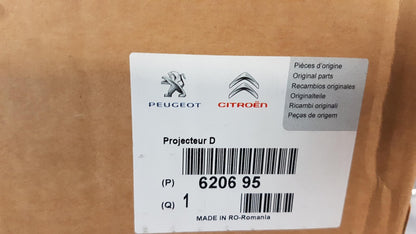 Pièces d'origine
Original parts
Recambios originales
Originalteile
Ricambi originali
Peças de origem
PEUGEOT
CITROËN
Projecteur D
(P) 6206 95
(Q) 1
MADE IN RO-Romania